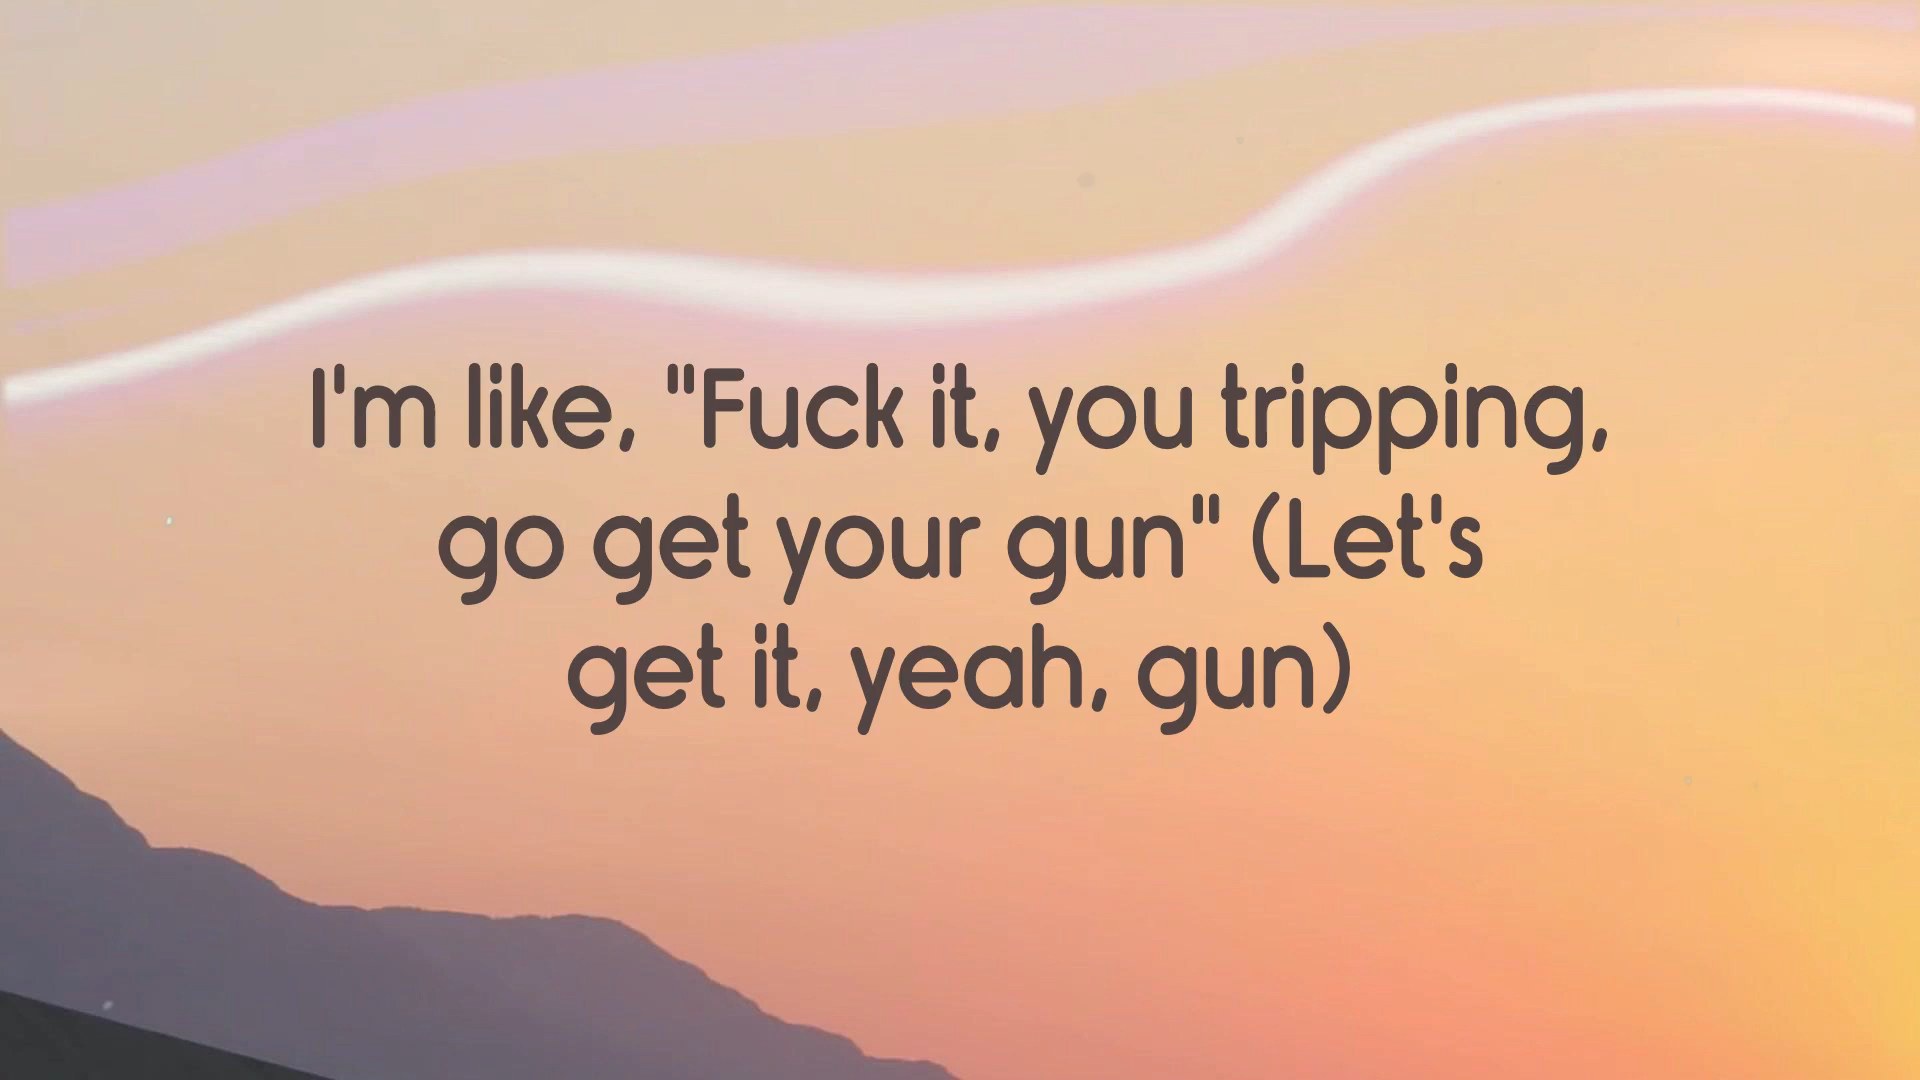 I'm like, "Fuck it, you tripping,
go get your gun" (Let's
get it, yeah, gun)